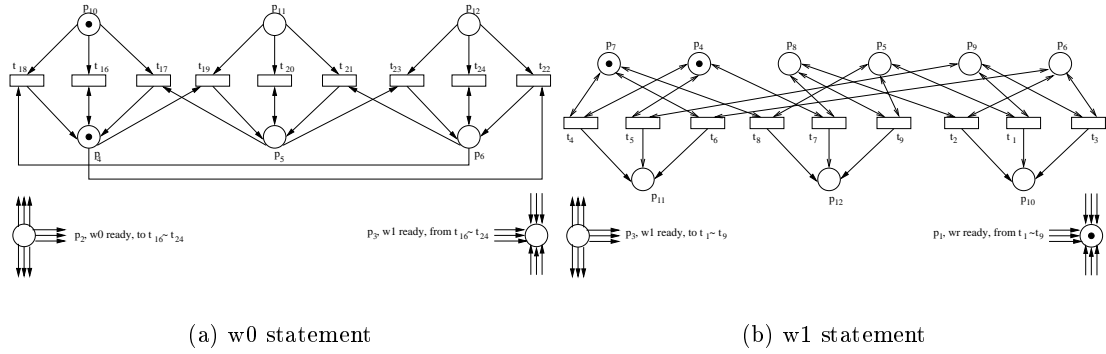 p10 p11 p12
t18 t16 t17 t19 t20 t21 t23 t24 t22
p4 p5 p6
p2, w0 ready, to t16~ t24
p3, w1 ready, from t16~ t24
(a) w0 statement
p7 p4 p8 p5 p9 p6
t4 t5 t6 t8 t7 t9 t2 t1 t3
p11 p12 p10
p3, w1 ready, to t1~ t9
p1, wr ready, from t1~t9
(b) w1 statement